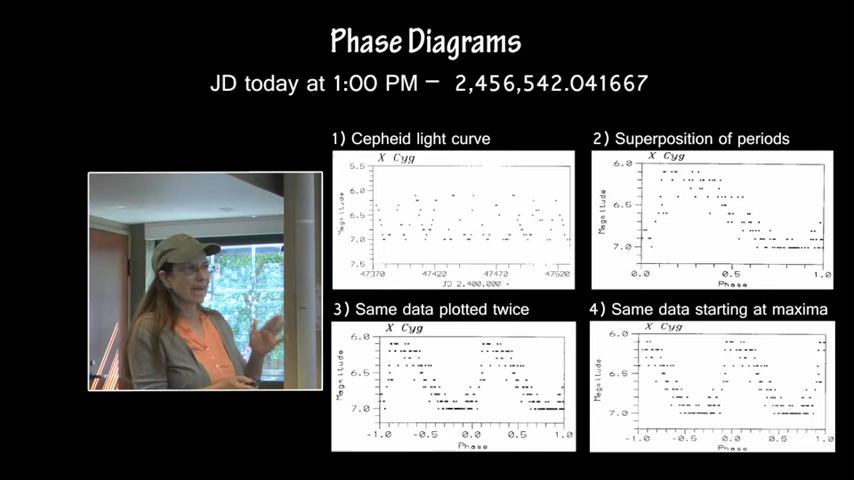 Phase Diagrams
JD today at 1:00 PM – 2,456,542.041667
1) Cepheid light curve
2) Superposition of periods
X Cyg
5.5
6.0
6.5
7.0
7.5
Magnitude
47370
47420
47470
47520
JD 2,400,000 +
X Cyg
6.0
6.5
7.0
Magnitude
0.0
0.5
1.0
Phase
3) Same data plotted twice
4) Same data starting at maxima
X Cyg
6.0
6.5
7.0
Magnitude
-1.0
-0.5
0.0
0.5
1.0
Phase
X Cyg
6.0
6.5
7.0
Magnitude
-1.0
-0.5
0.0
0.5
1.0
Phase